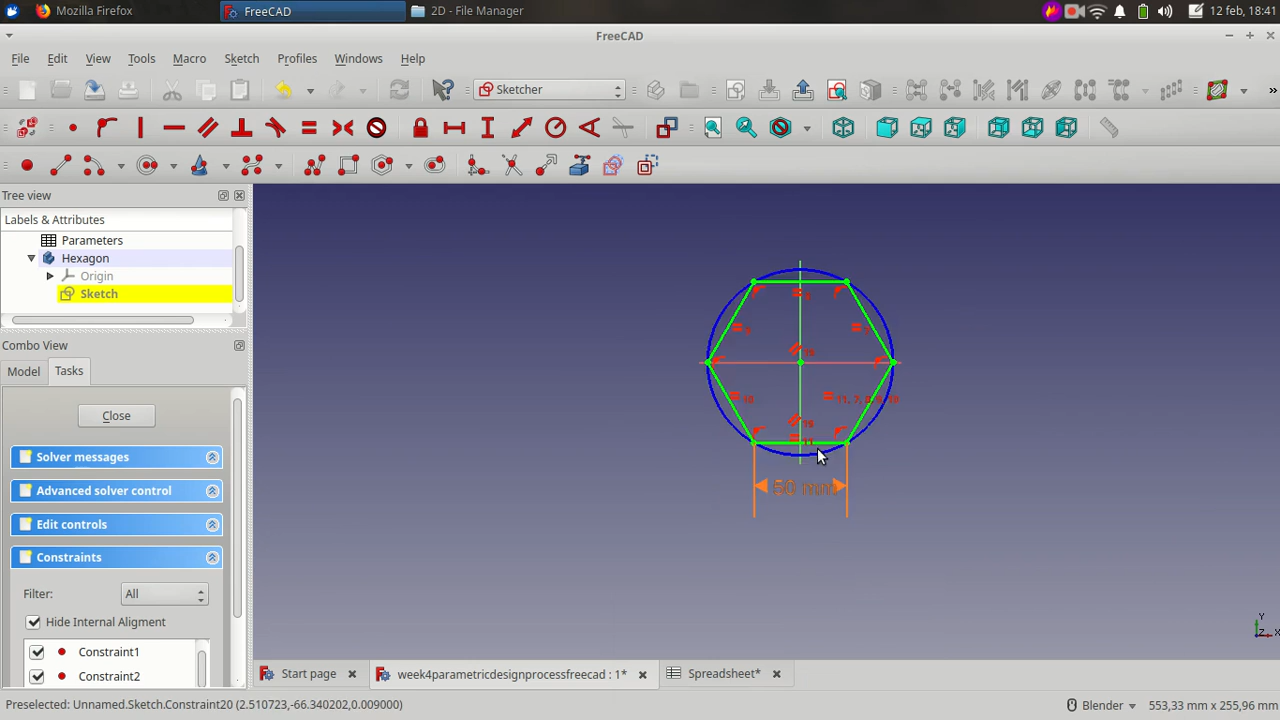 Mozilla Firefox
FreeCAD
2D - File Manager
12 feb, 18:41
FreeCAD
File
Edit
View
Tools
Macro
Sketch
Profiles
Windows
Help
Sketcher
»
Tree view
Labels & Attributes
Parameters
Hexagon
Origin
Sketch
Combo View
Model
Tasks
Close
Solver messages
Advanced solver control
Edit controls
Constraints
Filter:
All
Hide Internal Aligment
Constraint1
Constraint2
50 mm
Y
Z
X
Start page
week4parametricdesignprocessfreecad : 1*
Spreadsheet*
Preselected: Unnamed.Sketch.Constraint20 (2.510723,-66.340202,0.009000)
Blender
553,33 mm x 255,96 mm